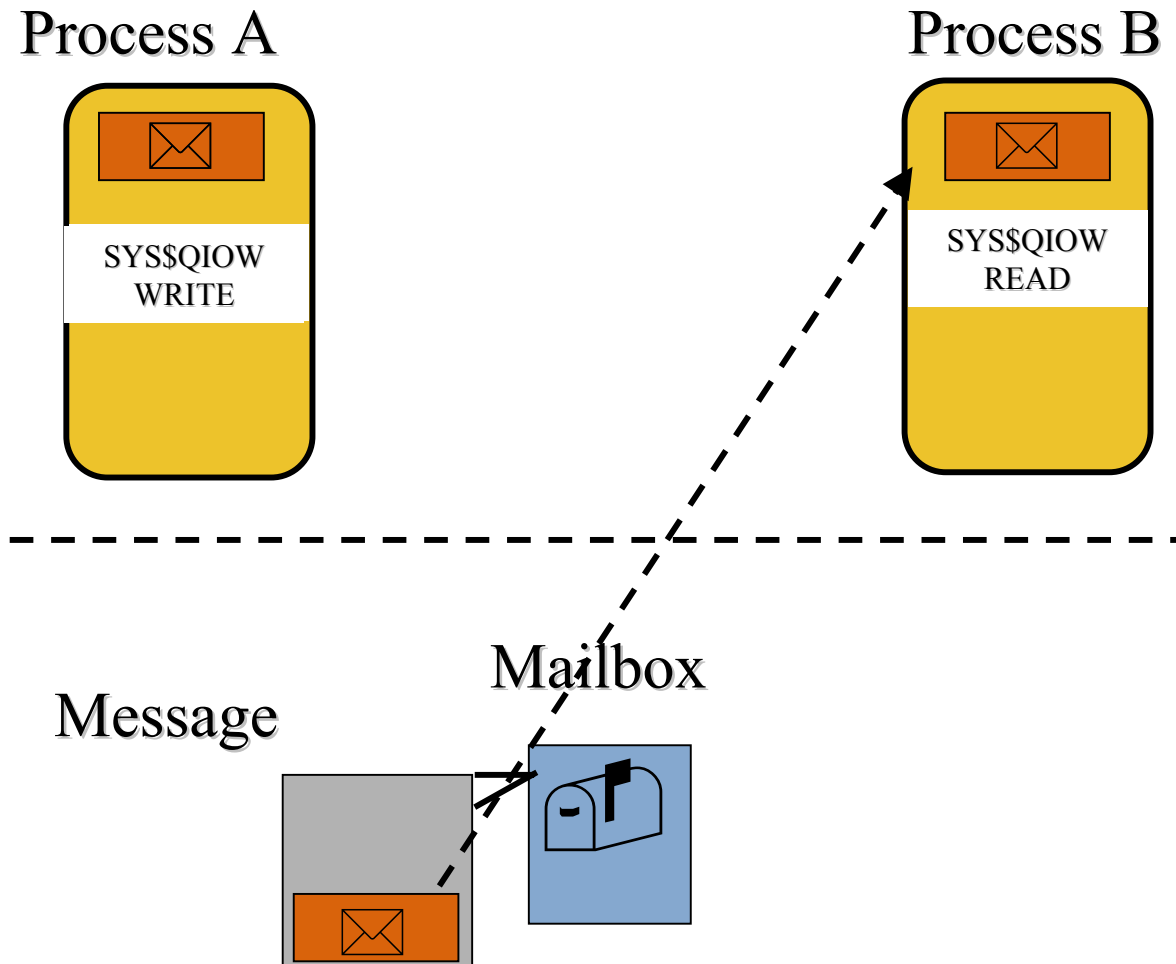 Process A
Process B
SYS$QIOW
WRITE
SYS$QIOW
READ
Mailbox
Message